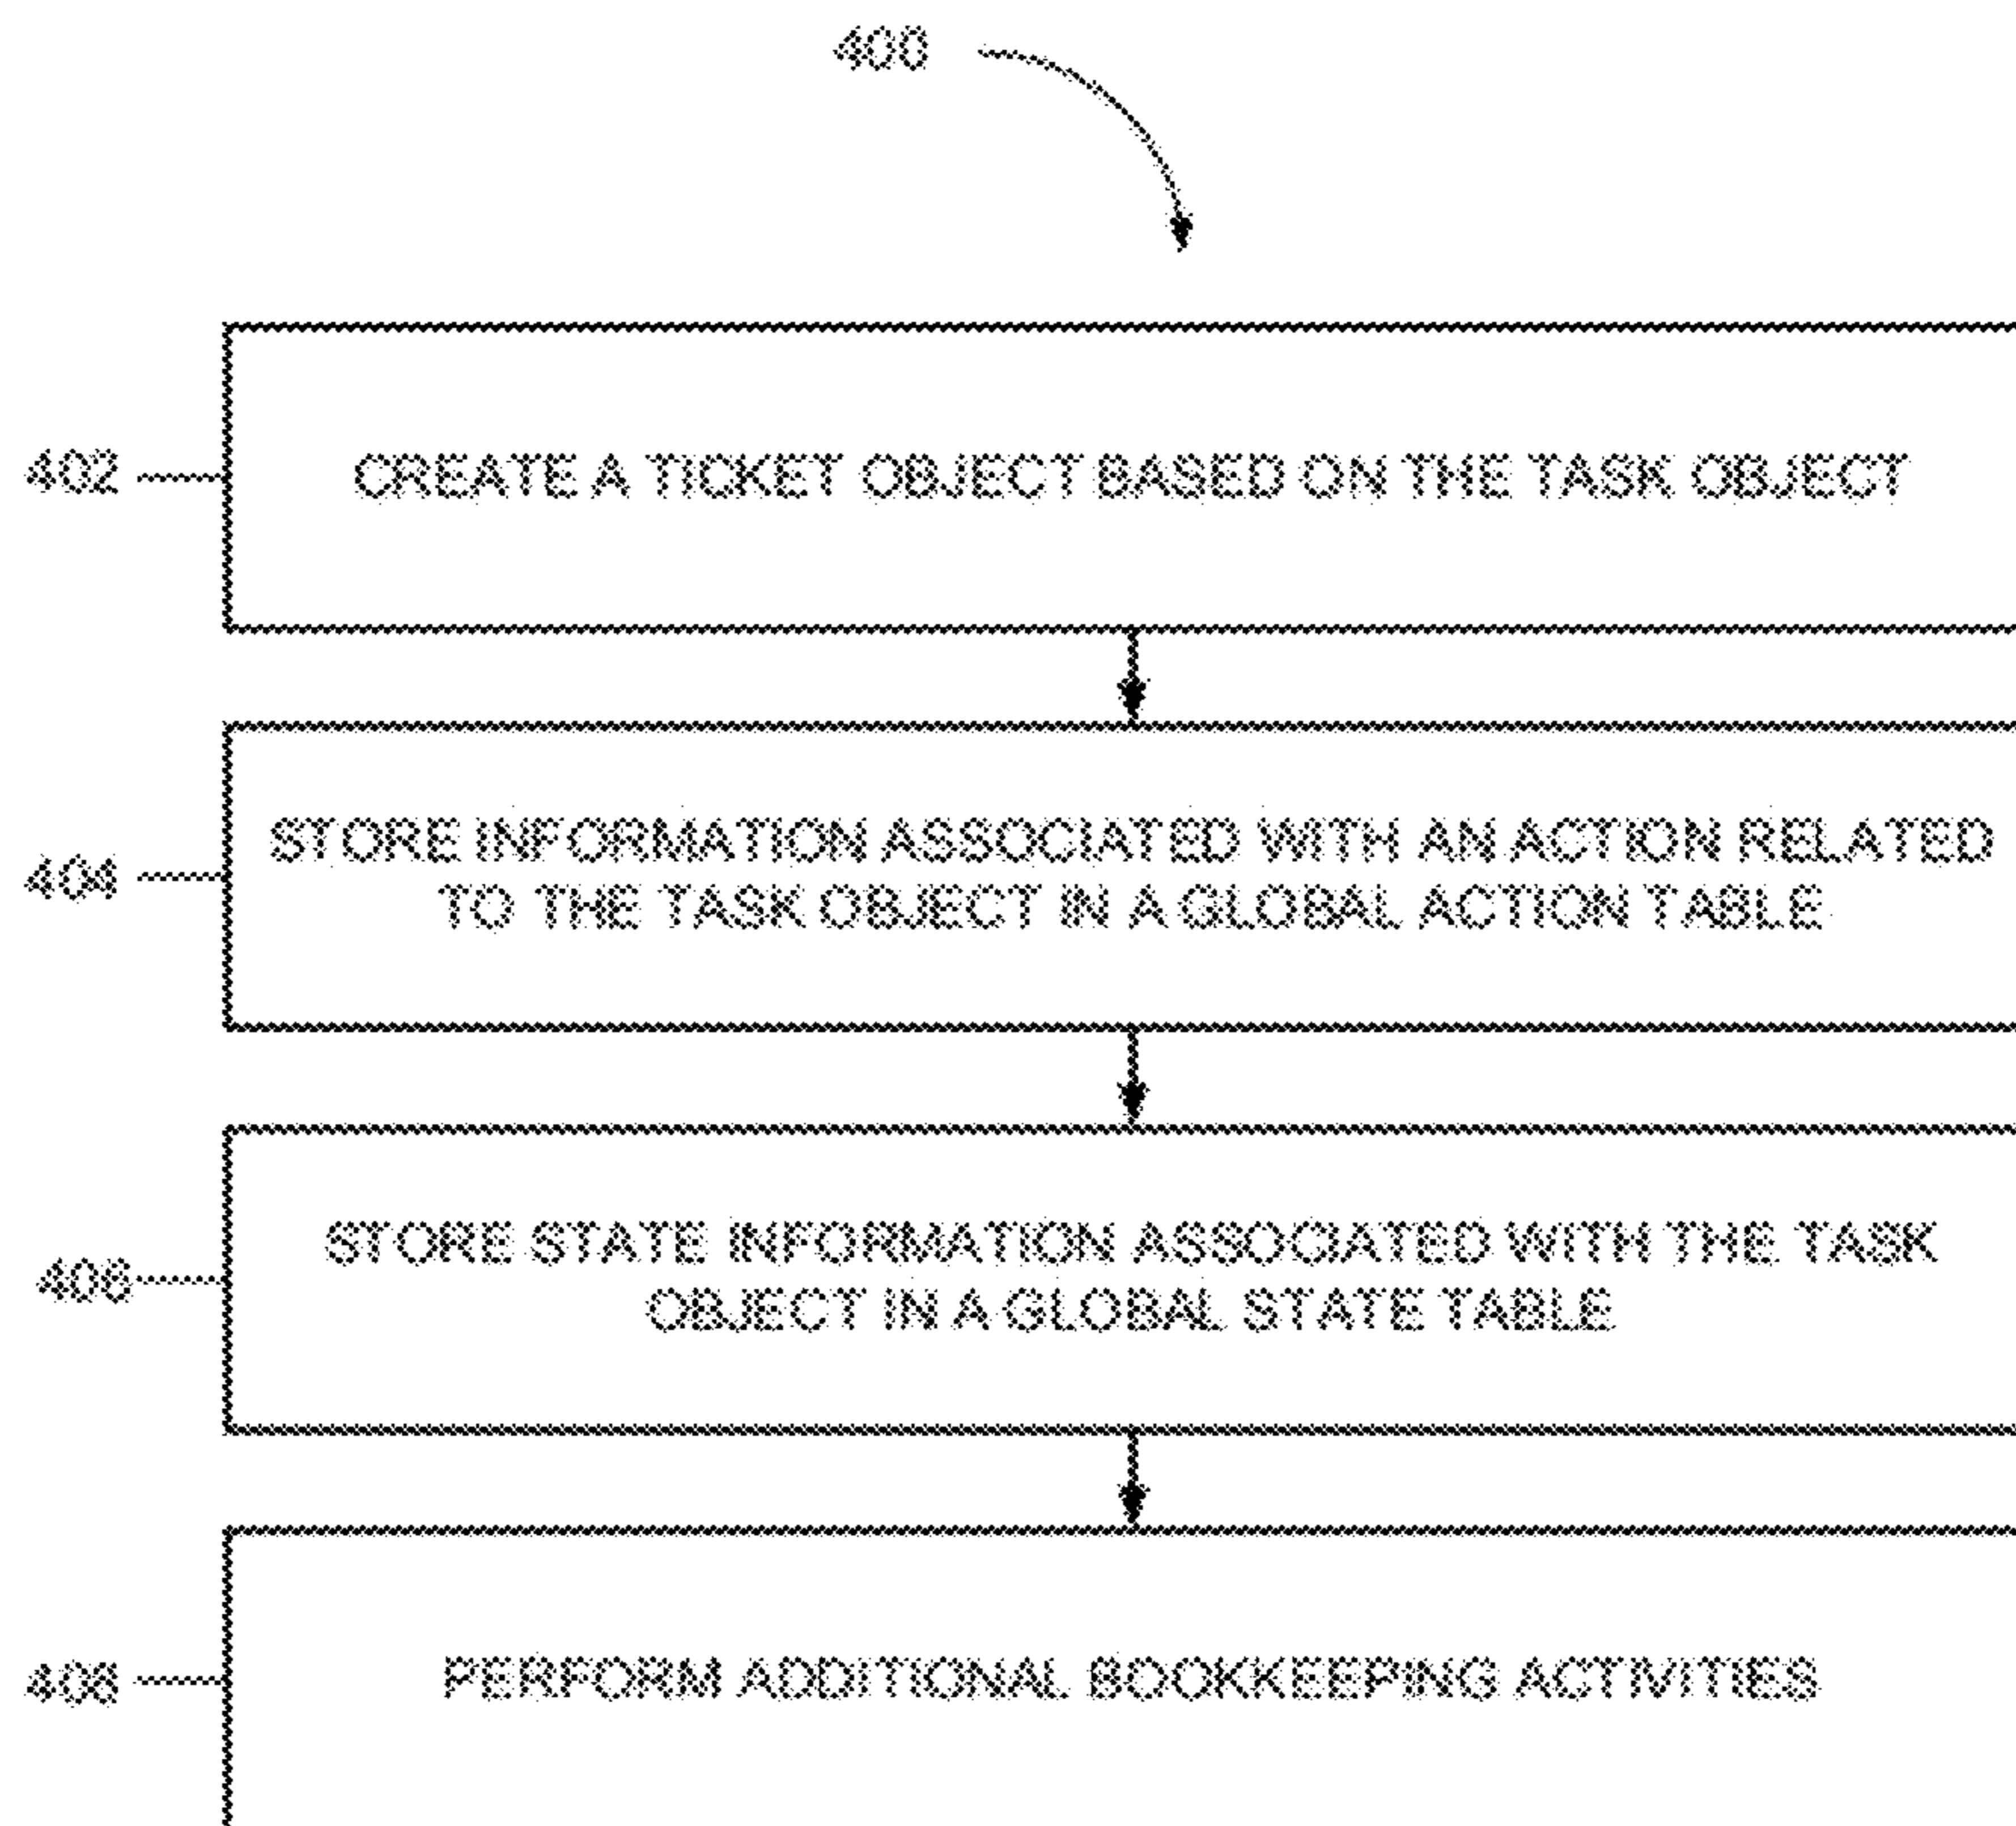 400
402
CREATE A TICKET OBJECT BASED ON THE TASK OBJECT
404
STORE INFORMATION ASSOCIATED WITH AN ACTION RELATED
TO THE TASK OBJECT IN A GLOBAL ACTION TABLE
406
STORE STATE INFORMATION ASSOCIATED WITH THE TASK
OBJECT IN A GLOBAL STATE TABLE
408
PERFORM ADDITIONAL BOOKKEEPING ACTIVITIES